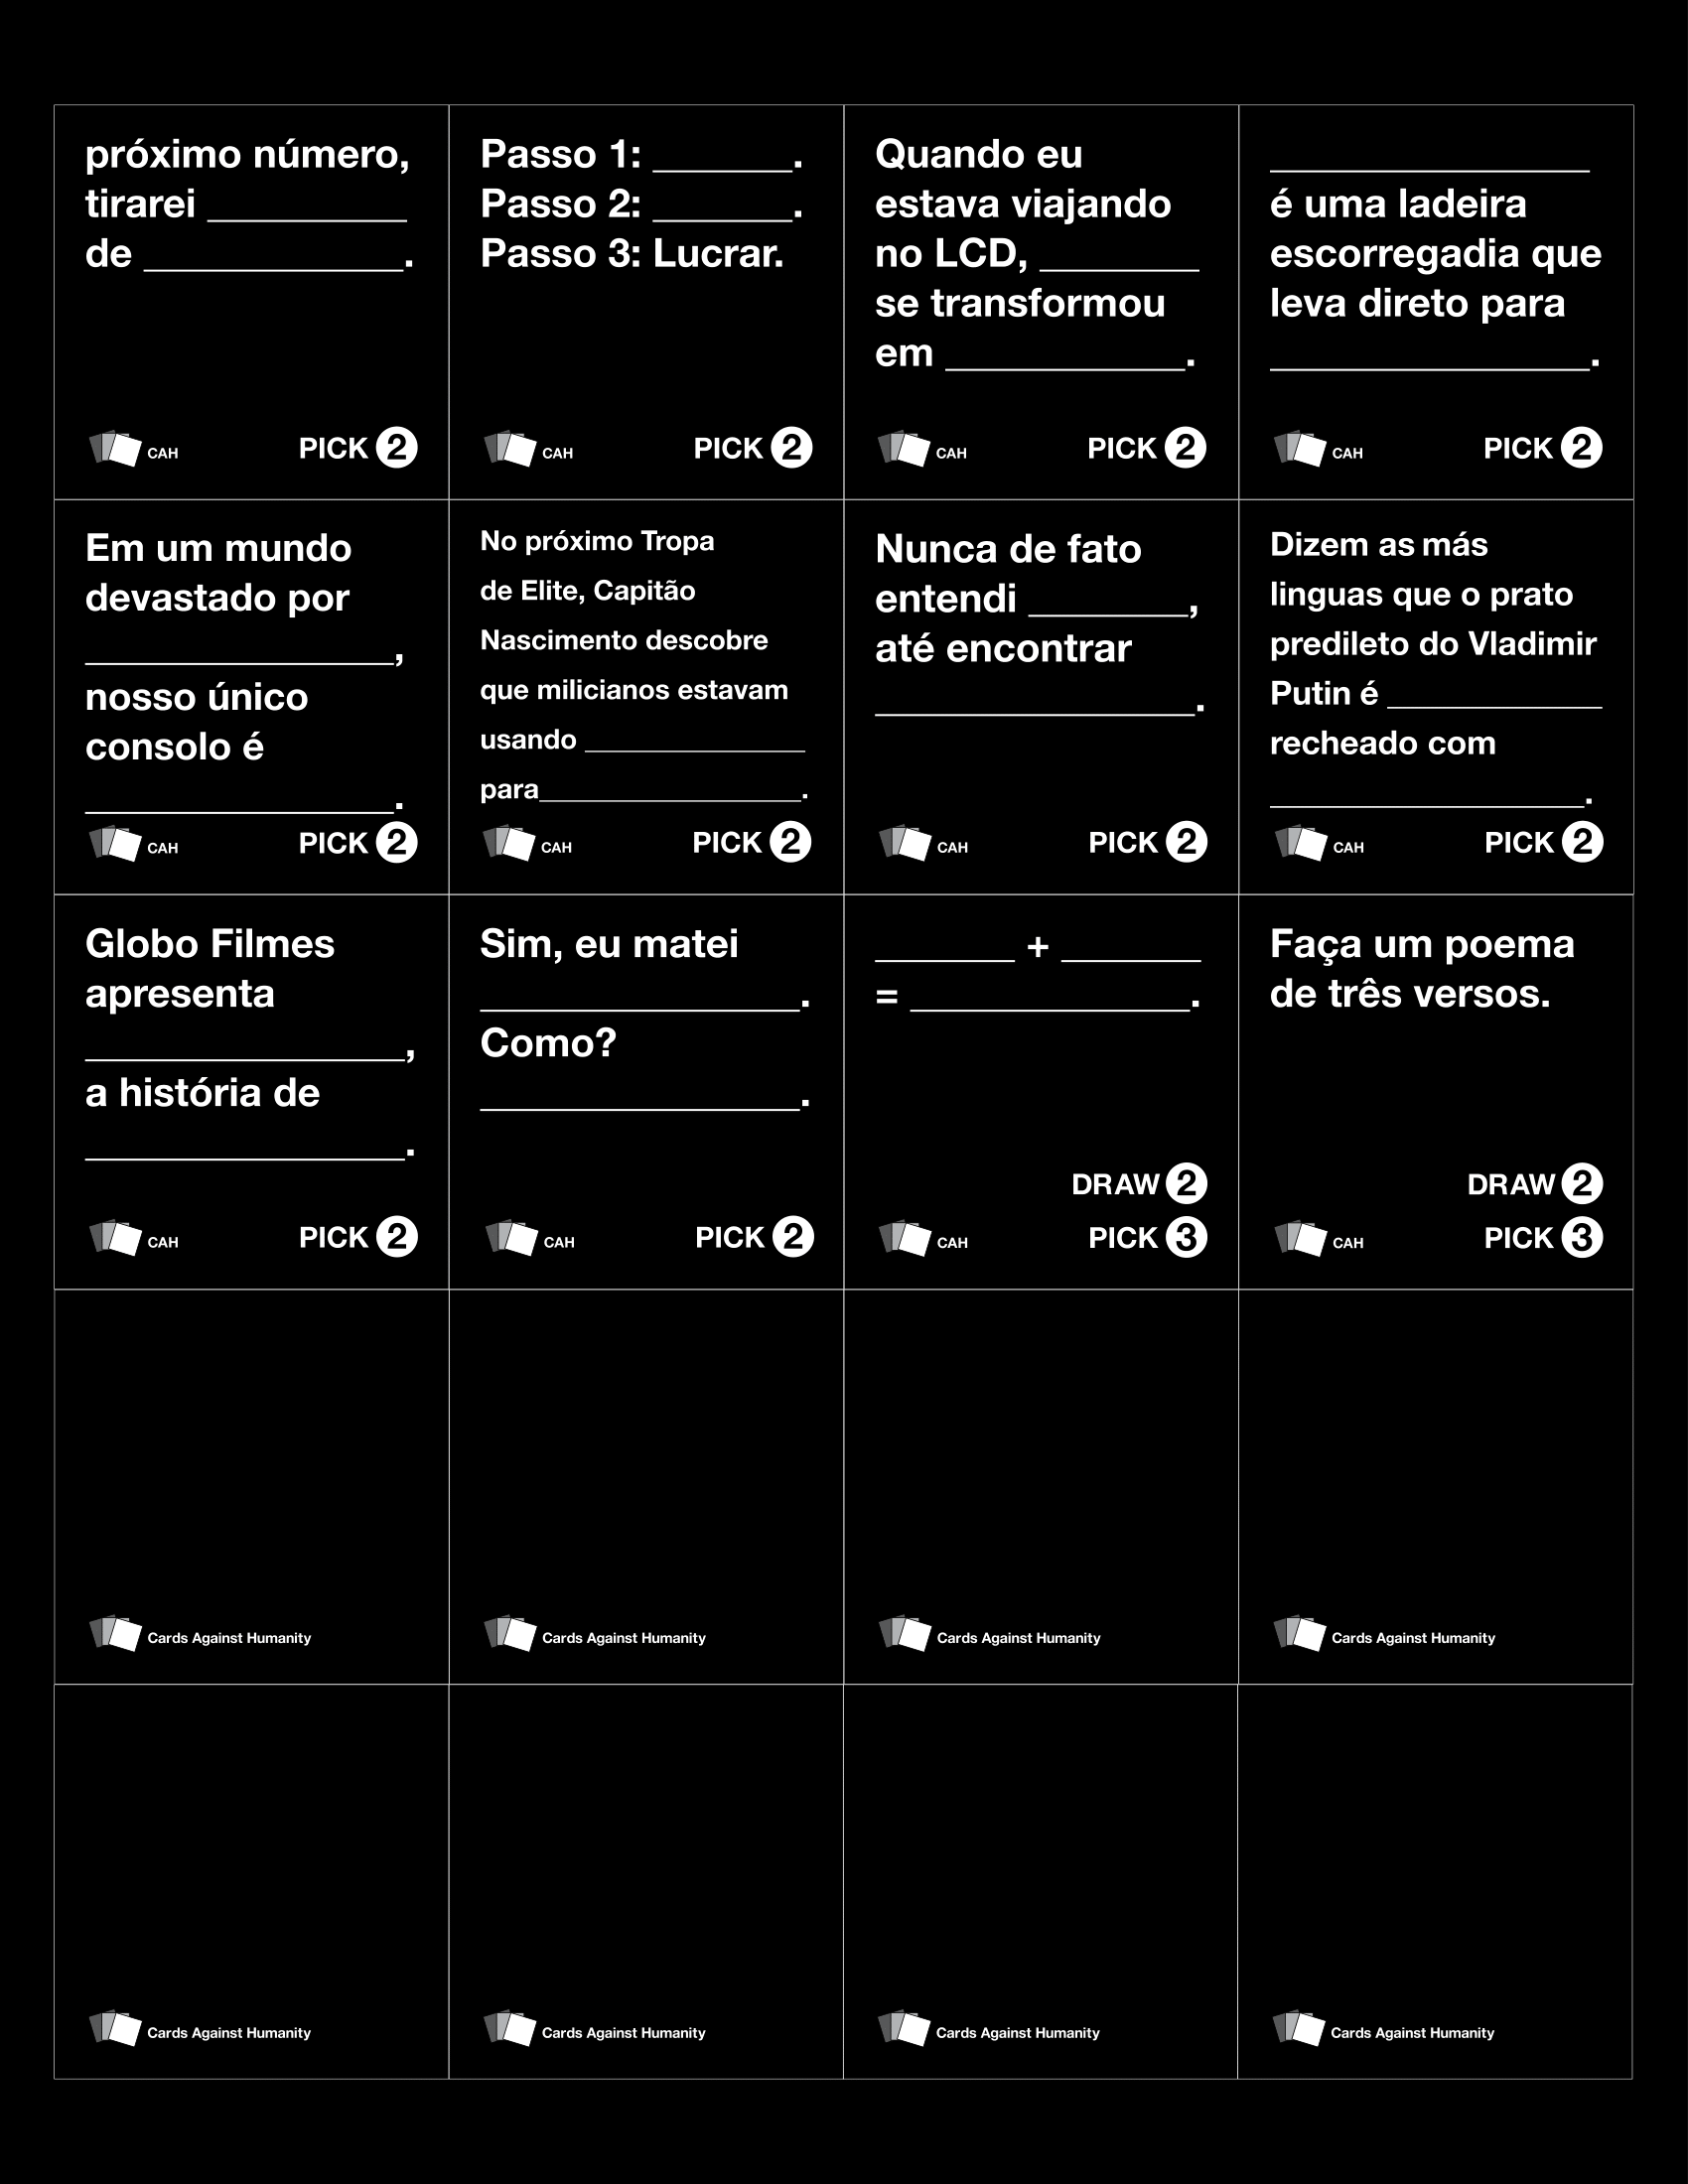 próximo número,
tirarei __________
de _____________.
CAH
PICK 2
Passo 1: _______.
Passo 2: _______.
Passo 3: Lucrar.
CAH
PICK 2
Quando eu
estava viajando
no LCD, ________
se transformou
em ____________.
CAH
PICK 2
________________
é uma ladeira
escorregadia que
leva direto para
________________.
CAH
PICK 2
Em um mundo
devastado por
________________,
nosso único
consolo é
________________.
CAH
PICK 2
No próximo Tropa
de Elite, Capitão
Nascimento descobre
que milicianos estavam
usando ________________
para___________________.
CAH
PICK 2
Nunca de fato
entendi ________,
até encontrar
________________.
CAH
PICK 2
Dizem as más
linguas que o prato
predileto do Vladimir
Putin é _____________
recheado com
___________________.
CAH
PICK 2
Globo Filmes
apresenta
________________,
a história de
________________.
CAH
PICK 2
Sim, eu matei
________________.
Como?
________________.
CAH
PICK 2
_______ + _______
= ______________.
DRAW 2
CAH
PICK 3
Faça um poema
de três versos.
DRAW 2
CAH
PICK 3
Cards Against Humanity
Cards Against Humanity
Cards Against Humanity
Cards Against Humanity
Cards Against Humanity
Cards Against Humanity
Cards Against Humanity
Cards Against Humanity